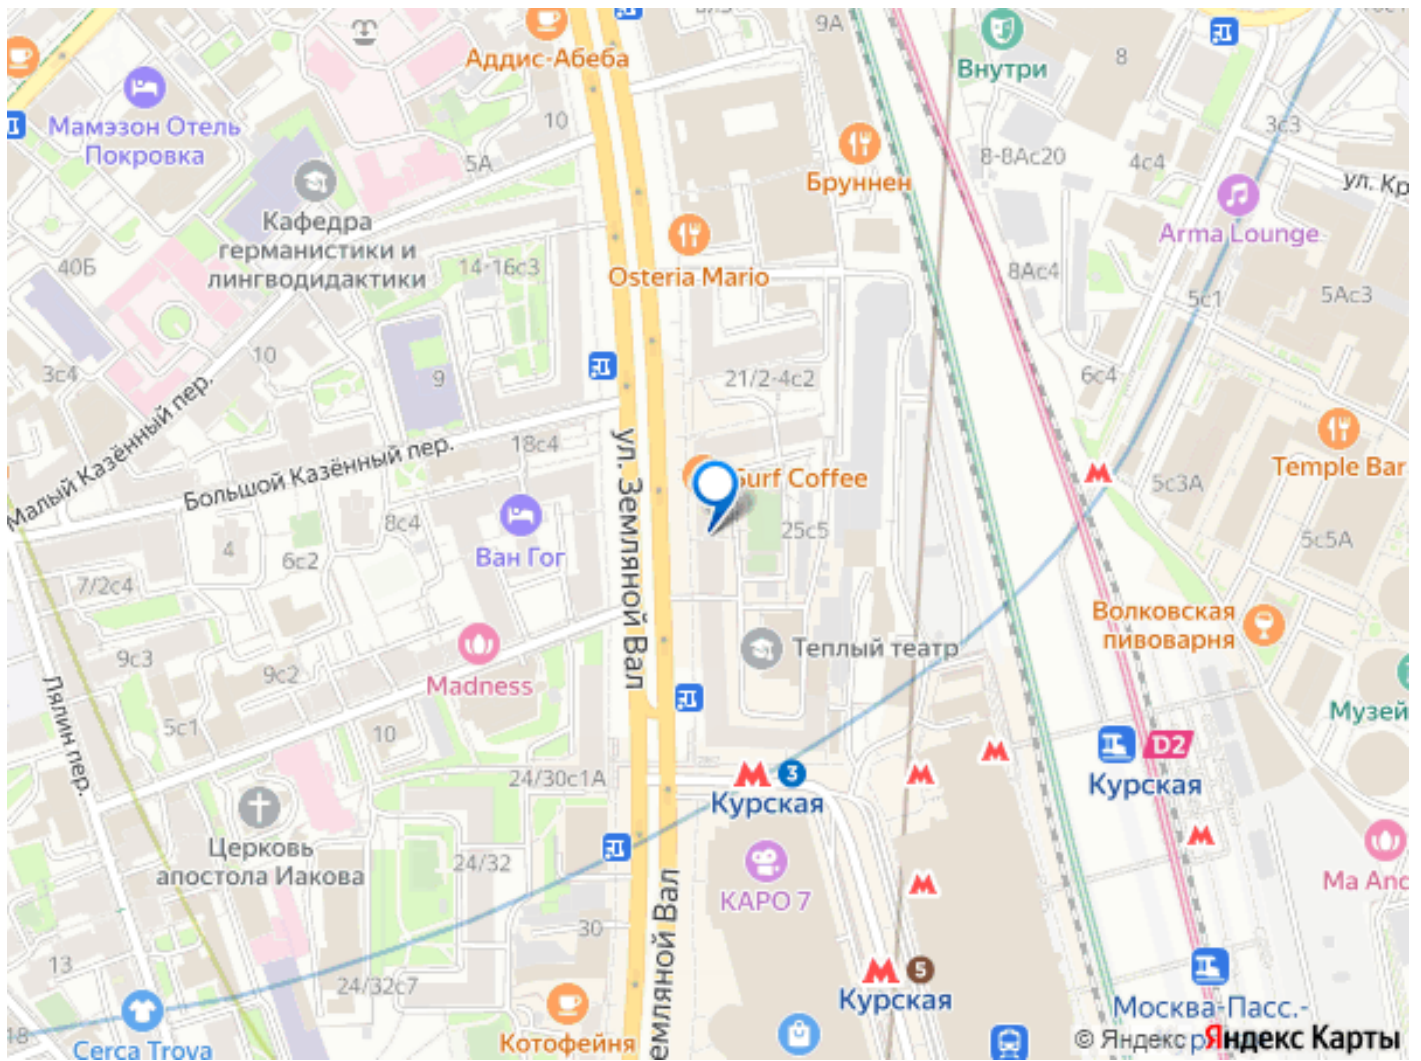 9А
Аддис-Абеба
Внутри
8
Мамэзон Отель
Покровка
10
5А
3с3
8-8Ас20
4с4
Бруннен
ул. Кр
Кафедра
германистики и
лингводидактики
Arma Lounge
40Б
14-16с3
Osteria Mario
8Ас4
5с1
5Ас3
10
3с4
9
21/2-4с2
6с4
Малый Казённый пер.
Большой Казённый пер.
18с4
ул. Земляной Вал
Surf Coffee
Temple Bar
5с3А
8с4
25с5
5с5А
4
6с2
Ван Гог
7/2с4
Волковская
пивоварня
9с3
9с2
Madness
Теплый театр
Лялин пер.
5с1
10
Музей
D2
Курская
24/30с1А
3
Курская
Церковь
апостола Иакова
24/32
КАРО 7
Ma Anc
30
емляной Вал
13
24/32с7
5
Курская
Москва-Пасс.-
18
Cerca Trova
Котофейня
© Яндекс
Яндекс Карты